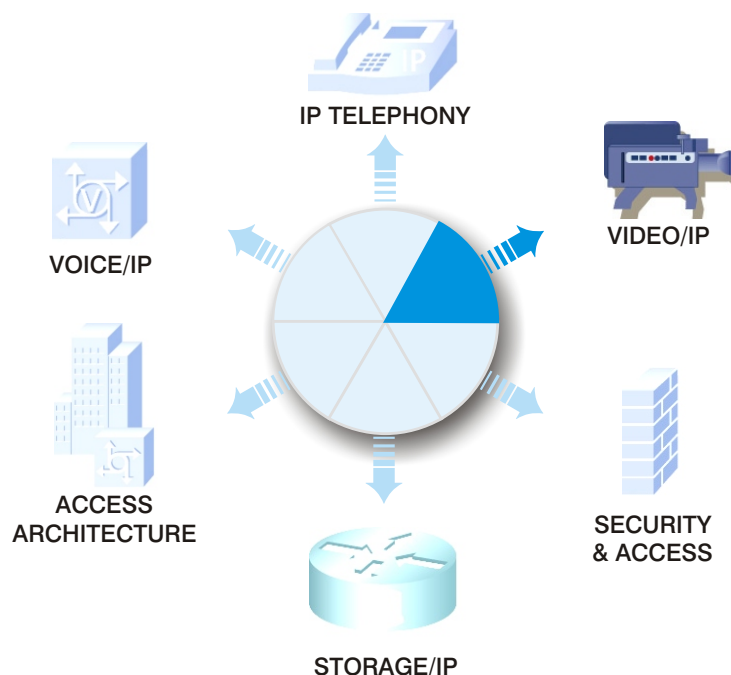 IP
IP TELEPHONY
V
VOICE/IP
VIDEO/IP
ACCESS
ARCHITECTURE
SECURITY
& ACCESS
STORAGE/IP